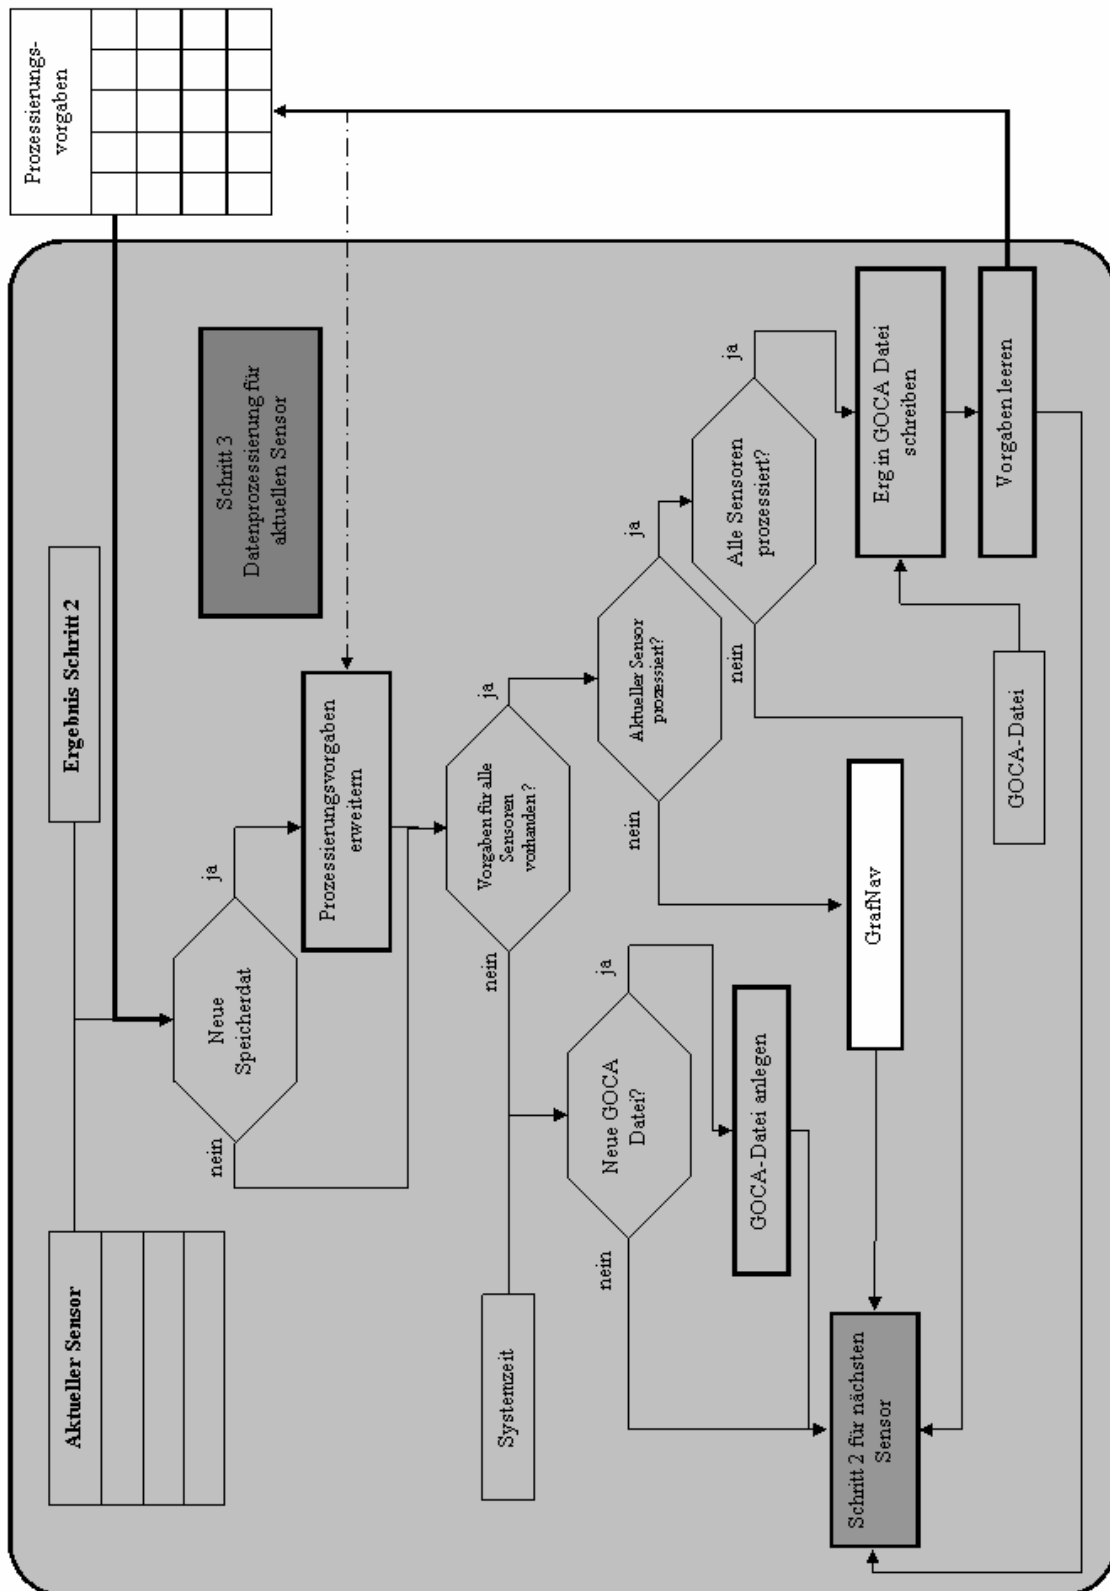 Prozessierungs-
vorgaben
Aktueller Sensor
Ergebnis Schritt 2
Schritt 3
Datenprozessierung für
aktuellen Sensor
Neue
Speicherdat
nein
ja
Prozessierungsvorgaben
erweitern
Systemzeit
Vorgaben für alle
Sensoren
vorhanden?
nein
ja
Neue GOCA
Datei?
nein
ja
Aktueller Sensor
prozessiert?
nein
ja
Alle Sensoren
prozessiert?
nein
ja
GOCA-Datei anlegen
GrafNav
Schritt 2 für nächsten
Sensor
Erg in GOCA Datei
schreiben
GOCA-Datei
Vorgaben leeren